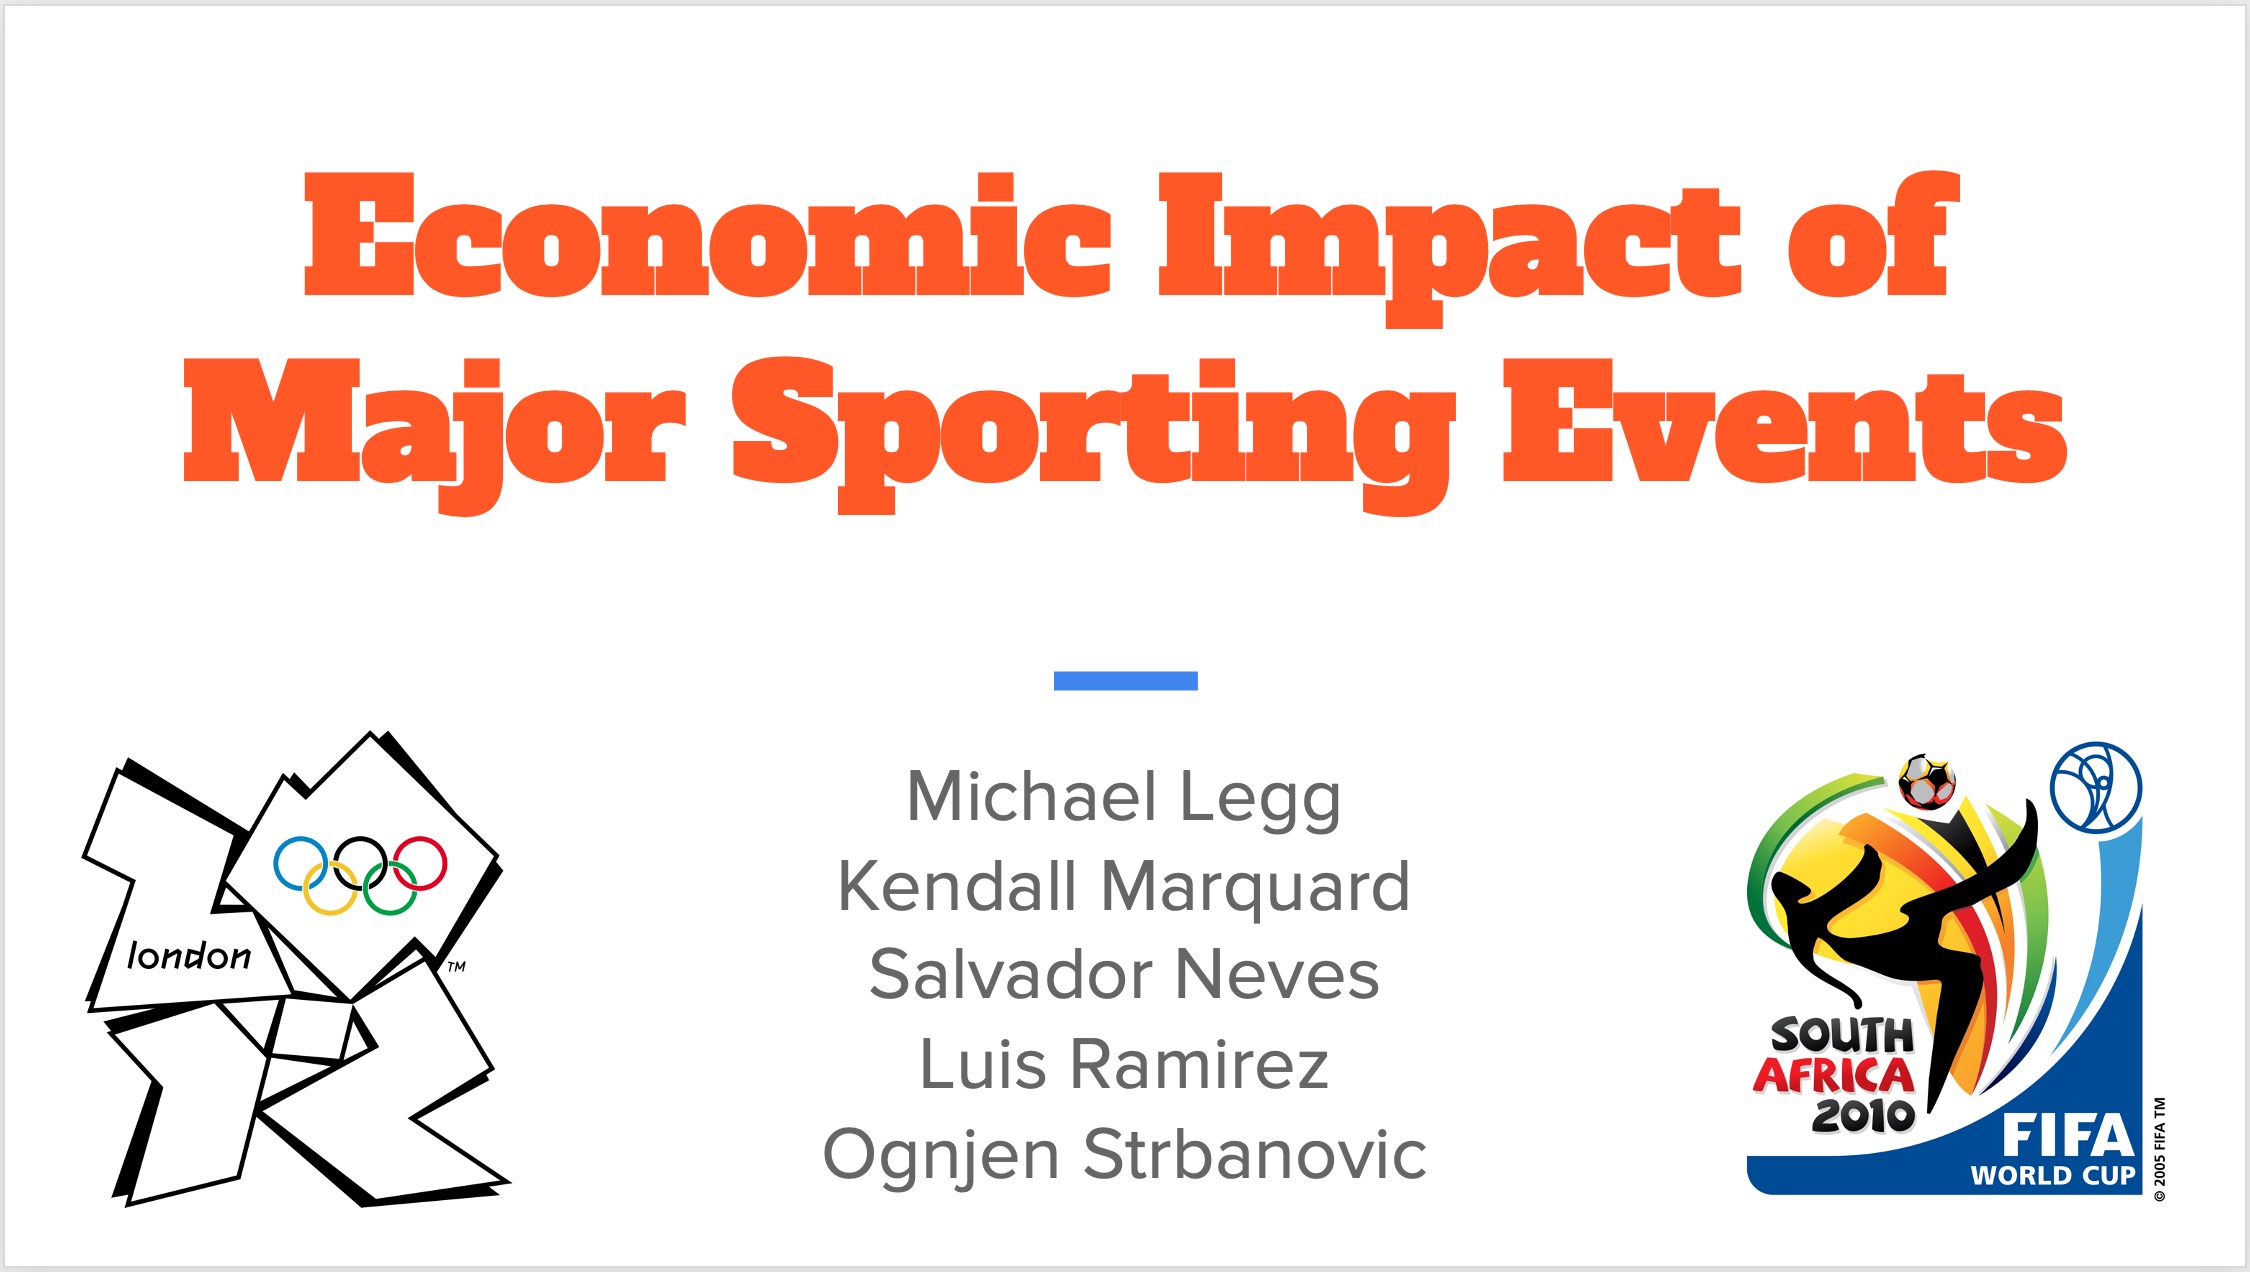 Economic Impact of
Major Sporting Events
Michael Legg
Kendall Marquard
Salvador Neves
Luis Ramirez
Ognjen Strbanovic
london
TM
SOUTH
AFRICA
2010
FIFA
WORLD CUP
© 2005 FIFA TM